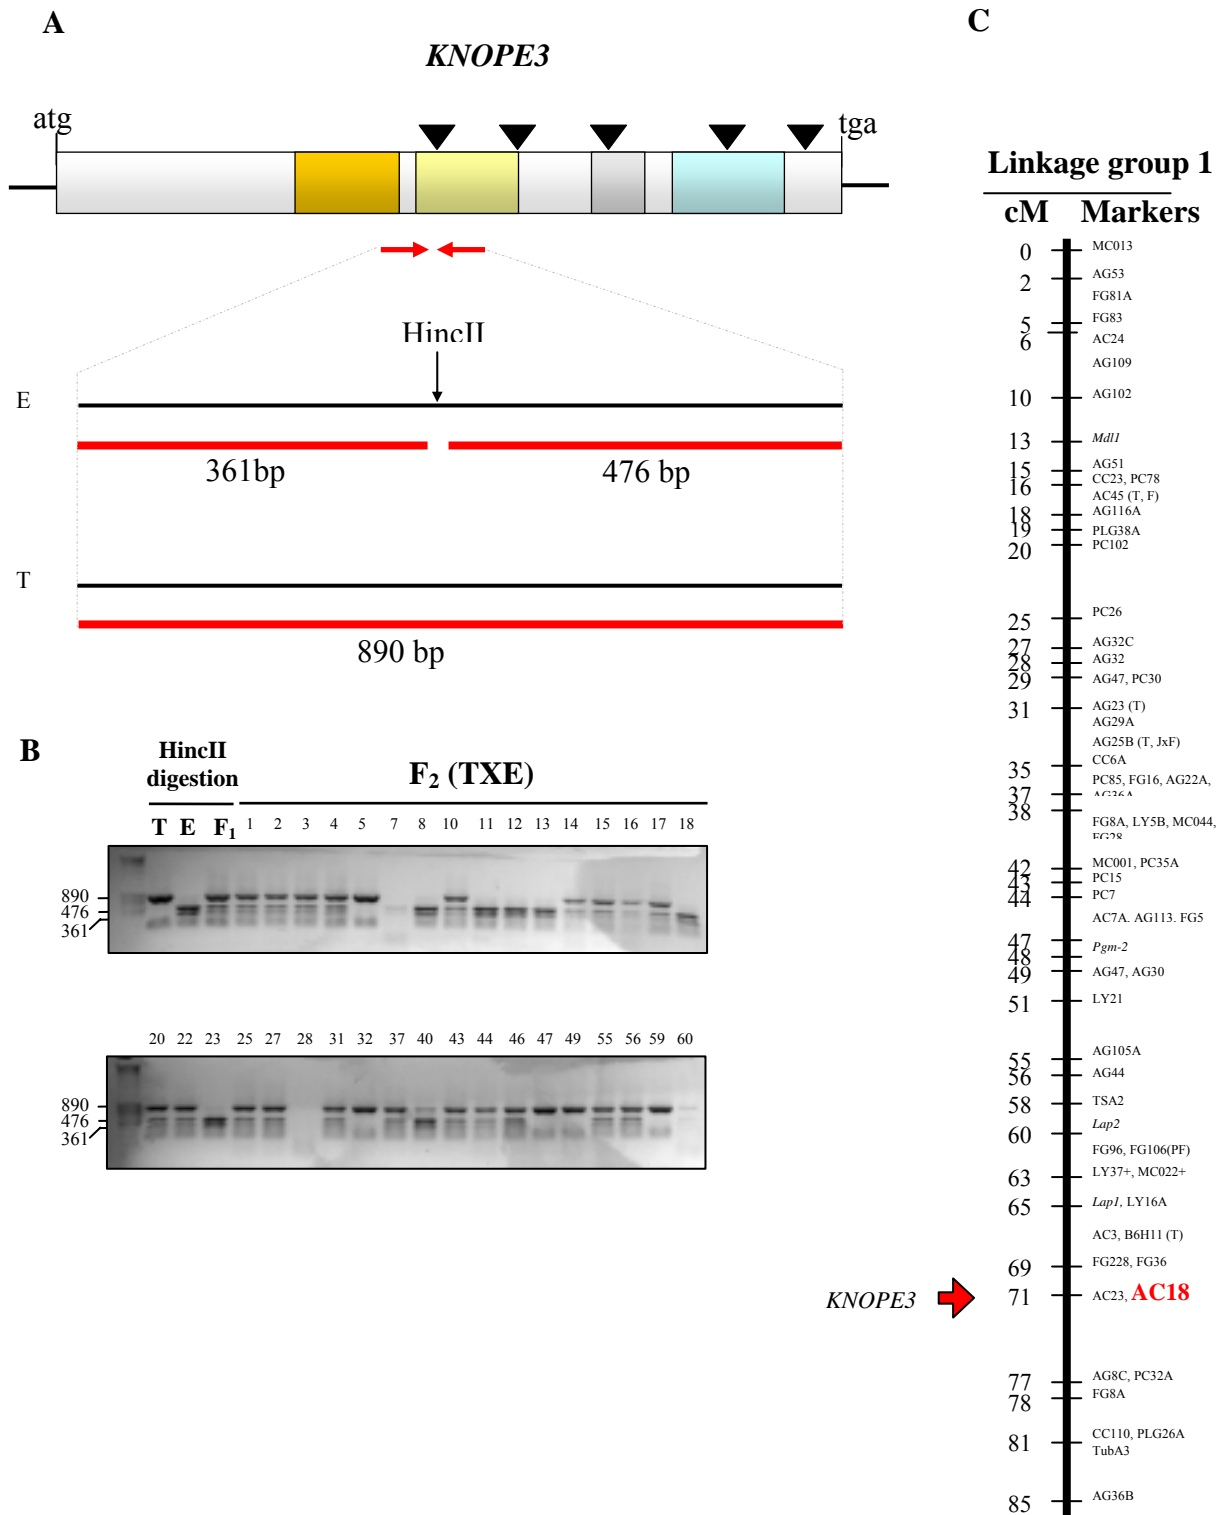 A
KNOPE3
atg
tga
HincII
E
361bp
476 bp
T
890 bp
B
HincII
digestion
F2 (TXE)
T E F1 1 2 3 4 5 7 8 10 11 12 13 14 15 16 17 18
890
476
361
20 22 23 25 27 28 31 32 37 40 43 44 46 47 49 55 56 59 60
890
476
361
C
Linkage group 1
cM Markers
0 MC013
2 AG53
FG81A
5 FG83
6 AC24
AG109
10 AG102
13 Mdl1
15 AG51
16 CC23, PC78
AC45 (T, F)
18 AG116A
19 PLG38A
20 PC102
25 PC26
27 AG32C
28 AG32
29 AG47, PC30
31 AG23 (T)
AG29A
AG25B (T, JxF)
35 CC6A
37 PC85, FG16, AG22A,
AG36A
38 FG8A, LY5B, MC044,
FG28
42 MC001, PC35A
43 PC15
44 PC7
AC7A. AG113. FG5
47
48 Pgm-2
49 AG47, AG30
51 LY21
55 AG105A
56 AG44
58 TSA2
60 Lap2
FG96, FG106(PF)
63 LY37+, MC022+
65 Lap1, LY16A
AC3, B6H11 (T)
69 FG228, FG36
KNOPE3 71 AC23, AC18
77 AG8C, PC32A
78 FG8A
81 CC110, PLG26A
TubA3
85 AG36B